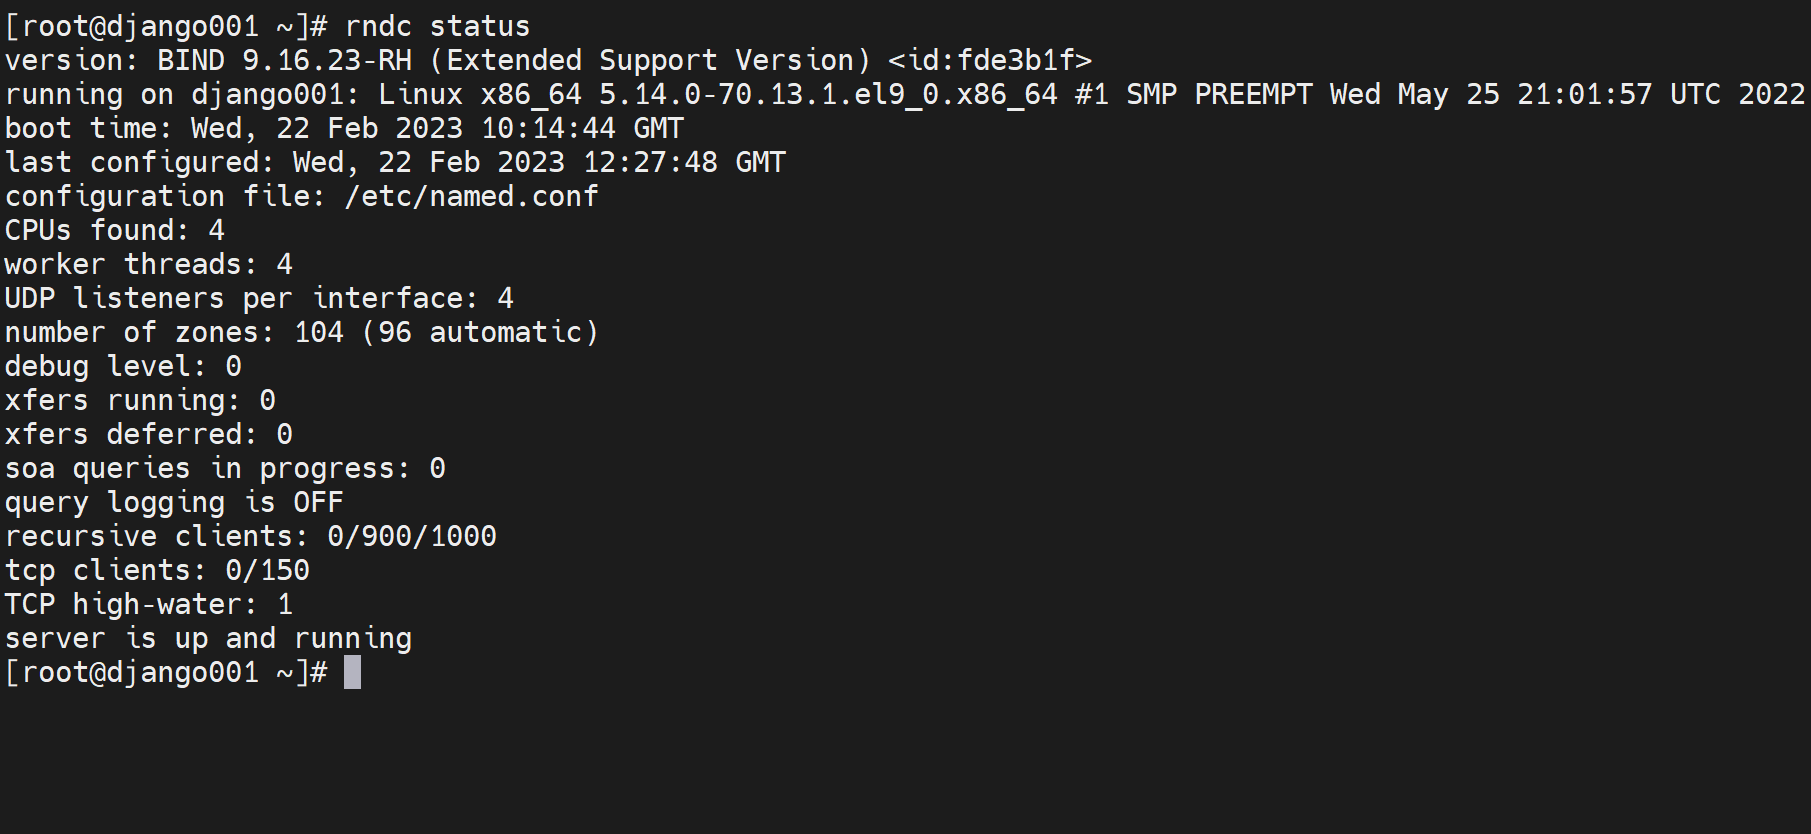 [root@django001 ~]# rndc status
version: BIND 9.16.23-RH (Extended Support Version) <id:fde3b1f>
running on django001: Linux x86_64 5.14.0-70.13.1.el9_0.x86_64 #1 SMP PREEMPT Wed May 25 21:01:57 UTC 2022
boot time: Wed, 22 Feb 2023 10:14:44 GMT
last configured: Wed, 22 Feb 2023 12:27:48 GMT
configuration file: /etc/named.conf
CPUs found: 4
worker threads: 4
UDP listeners per interface: 4
number of zones: 104 (96 automatic)
debug level: 0
xfers running: 0
xfers deferred: 0
soa queries in progress: 0
query logging is OFF
recursive clients: 0/900/1000
tcp clients: 0/150
TCP high-water: 1
server is up and running
[root@django001 ~]#